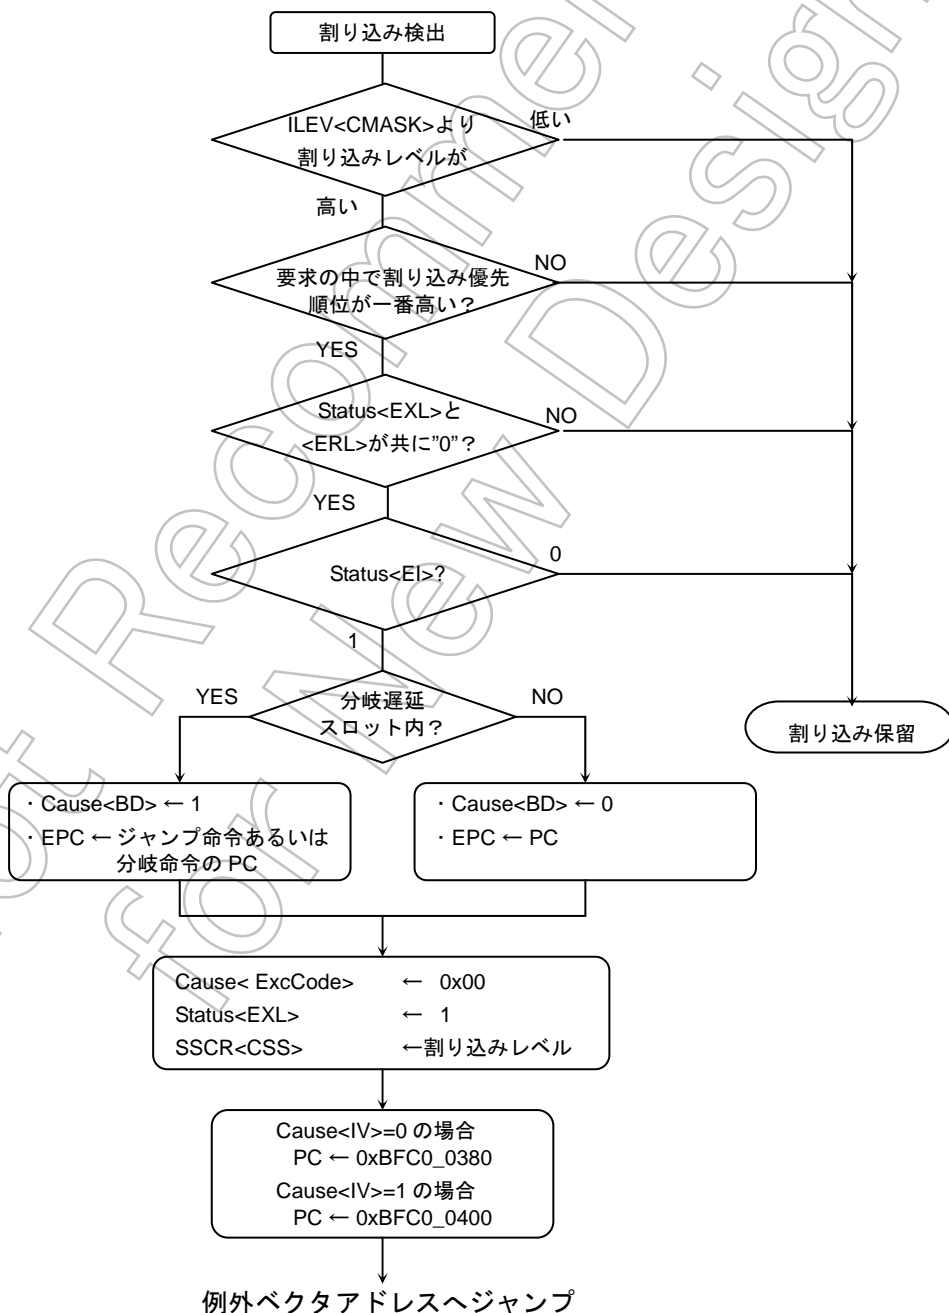 割り込み検出
ILEV<CMASK>より
割り込みレベルが
低い
高い
要求の中で割り込み優先
順位が一番高い？
NO
YES
Status<EXL>と
<ERL>が共に”0”？
NO
YES
Status<EI>?
0
1
分岐遅延
スロット内？
YES
NO
割り込み保留
・Cause<BD> ← 1
・EPC ← ジャンプ命令あるいは
分岐命令の PC
・Cause<BD> ← 0
・EPC ← PC
Cause< ExcCode> ← 0x00
Status<EXL> ← 1
SSCR<CSS> ←割り込みレベル
Cause<IV>=0 の場合
PC ← 0xBFC0_0380
Cause<IV>=1 の場合
PC ← 0xBFC0_0400
例外ベクタアドレスへジャンプ
Not Recommen
for New Design